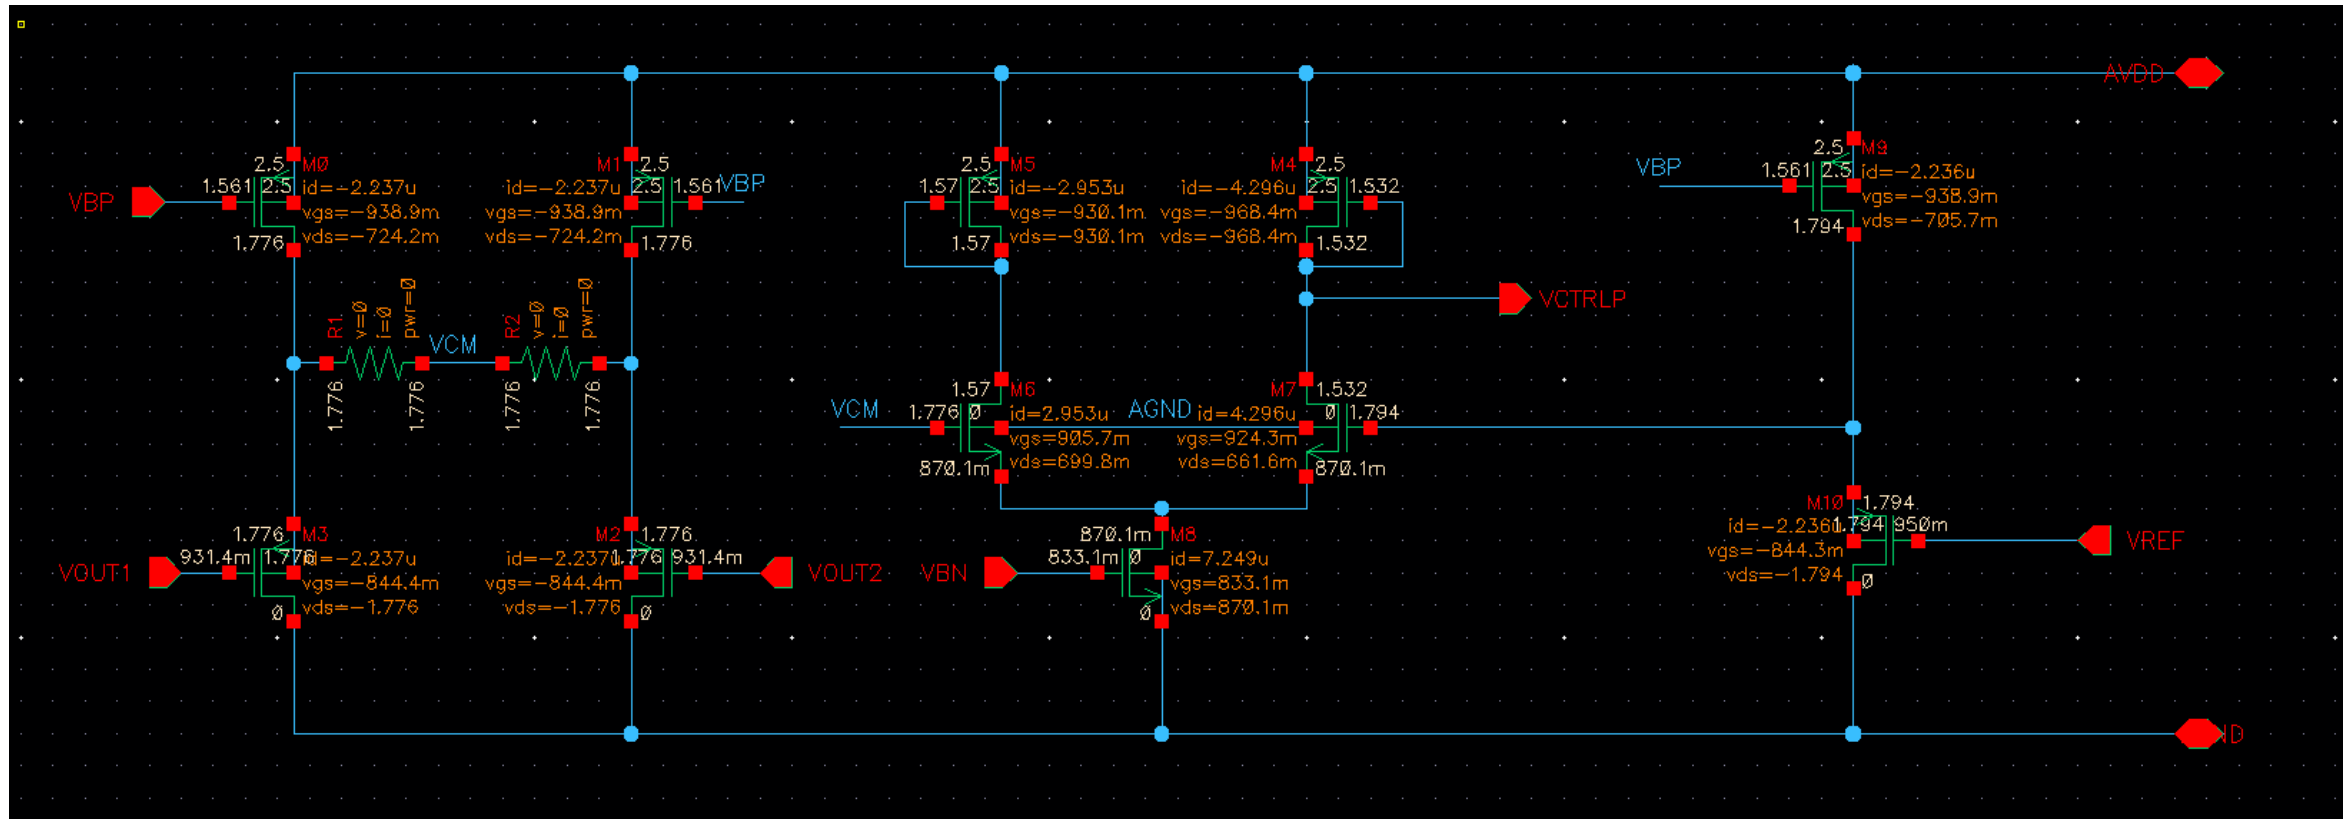 AVDD
2.5 M0
1.561 2.5 id=-2.237u
VBP vgs=-938.9m
vds=-724.2m
1.776
M1 2.5
id=-2.237u 2.5 1.561 VBP
vgs=-938.9m
vds=-724.2m
1.776
2.5 M5
1.57 2.5 id=-2.953u
vgs=-930.1m
vds=-930.1m
1.57
M4 2.5
id=-4.296u 2.5 1.532
vgs=-968.4m
vds=-968.4m
1.532
VBP
2.5 M9
1.561 2.5 id=-2.236u
vgs=-938.9m
vds=-705.7m
1.794
VCTRLP
R1 v=0 i=0 pwr=0
1.776 1.776
VCM
R2 v=0 i=0 pwr=0
1.776 1.776
1.57 M6
VCM 1.776 0 id=2.953u
vgs=905.7m
vds=699.8m
870.1m
AGND
M7 1.532
id=4.296u 0 1.794
vgs=924.3m
vds=661.6m
870.1m
1.776 M3
931.4m 1.776 id=-2.237u
VOUT1 vgs=-844.4m
vds=-1.776
0
M2 1.776
id=-2.237u 1.776 931.4m
vgs=-844.4m VOUT2
vds=-1.776
0
870.1m M8
833.1m 0 id=7.249u
VBN vgs=833.1m
vds=870.1m
0
M10 1.794
id=-2.236u 1.794 950m
vgs=-844.3m VREF
vds=-1.794
0